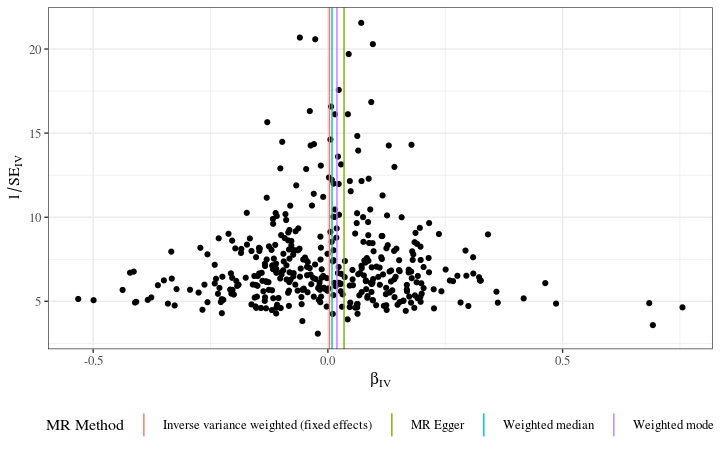 20
15
10
5
1/SE_IV
-0.5
0.0
0.5
β_IV
MR Method Inverse variance weighted (fixed effects) MR Egger Weighted median Weighted mode